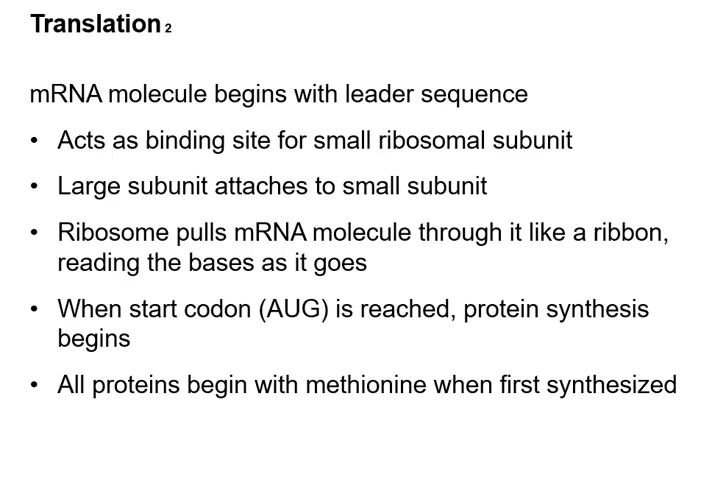 Translation 2
mRNA molecule begins with leader sequence
• Acts as binding site for small ribosomal subunit
• Large subunit attaches to small subunit
• Ribosome pulls mRNA molecule through it like a ribbon,
reading the bases as it goes
• When start codon (AUG) is reached, protein synthesis
begins
• All proteins begin with methionine when first synthesized